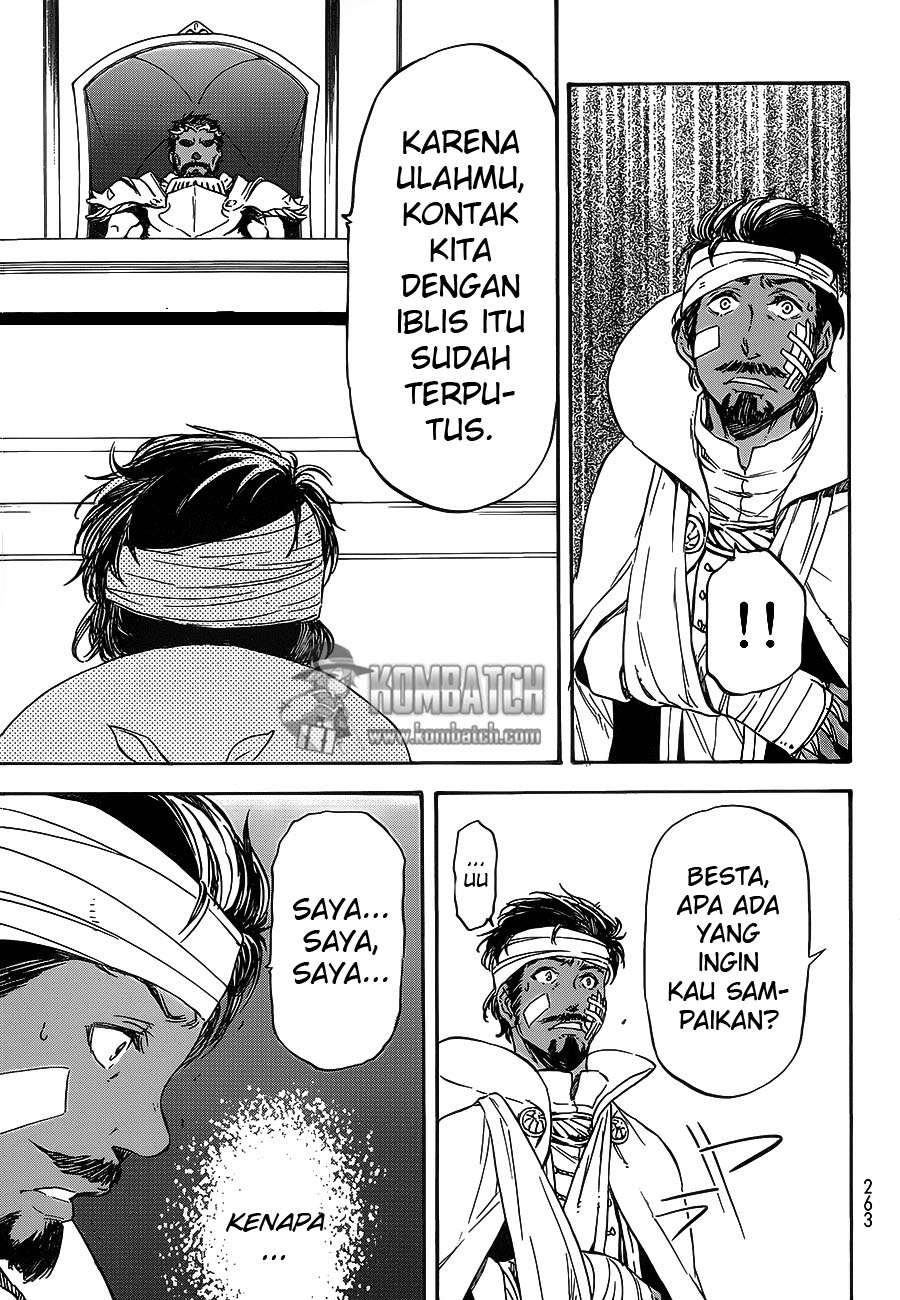 !!
KARENA
ULAHMU,
KONTAK
KITA
DENGAN
IBLIS ITU
SUDAH
TERPU-
TUS.
KOMBATCH
www.kombatch.com
BESTA,
APA ADA
YANG
INGIN
KAU SAM-
PAIKAN?
...
UU
SAYA...
SAYA,
SAYA...
KENAPA
...
263